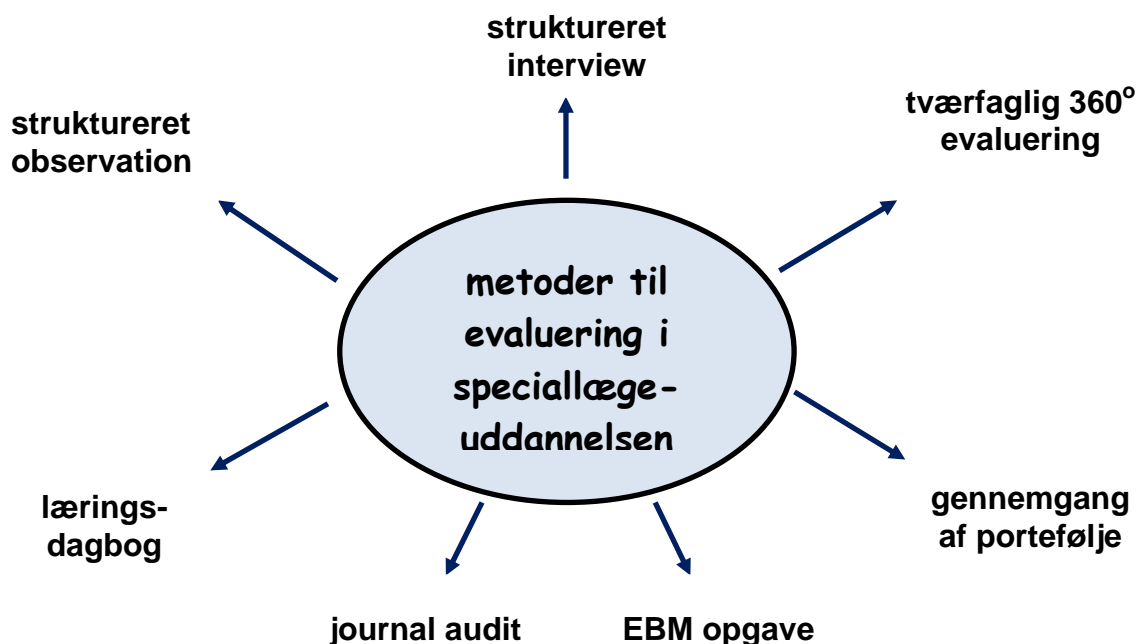 struktureret
interview
tværfaglig 360°
evaluering
struktureret
observation
metoder til
evaluering i
speciallæge-
uddannelsen
lærings-
dagbog
gennemgang
af portefølje
journal audit
EBM opgave